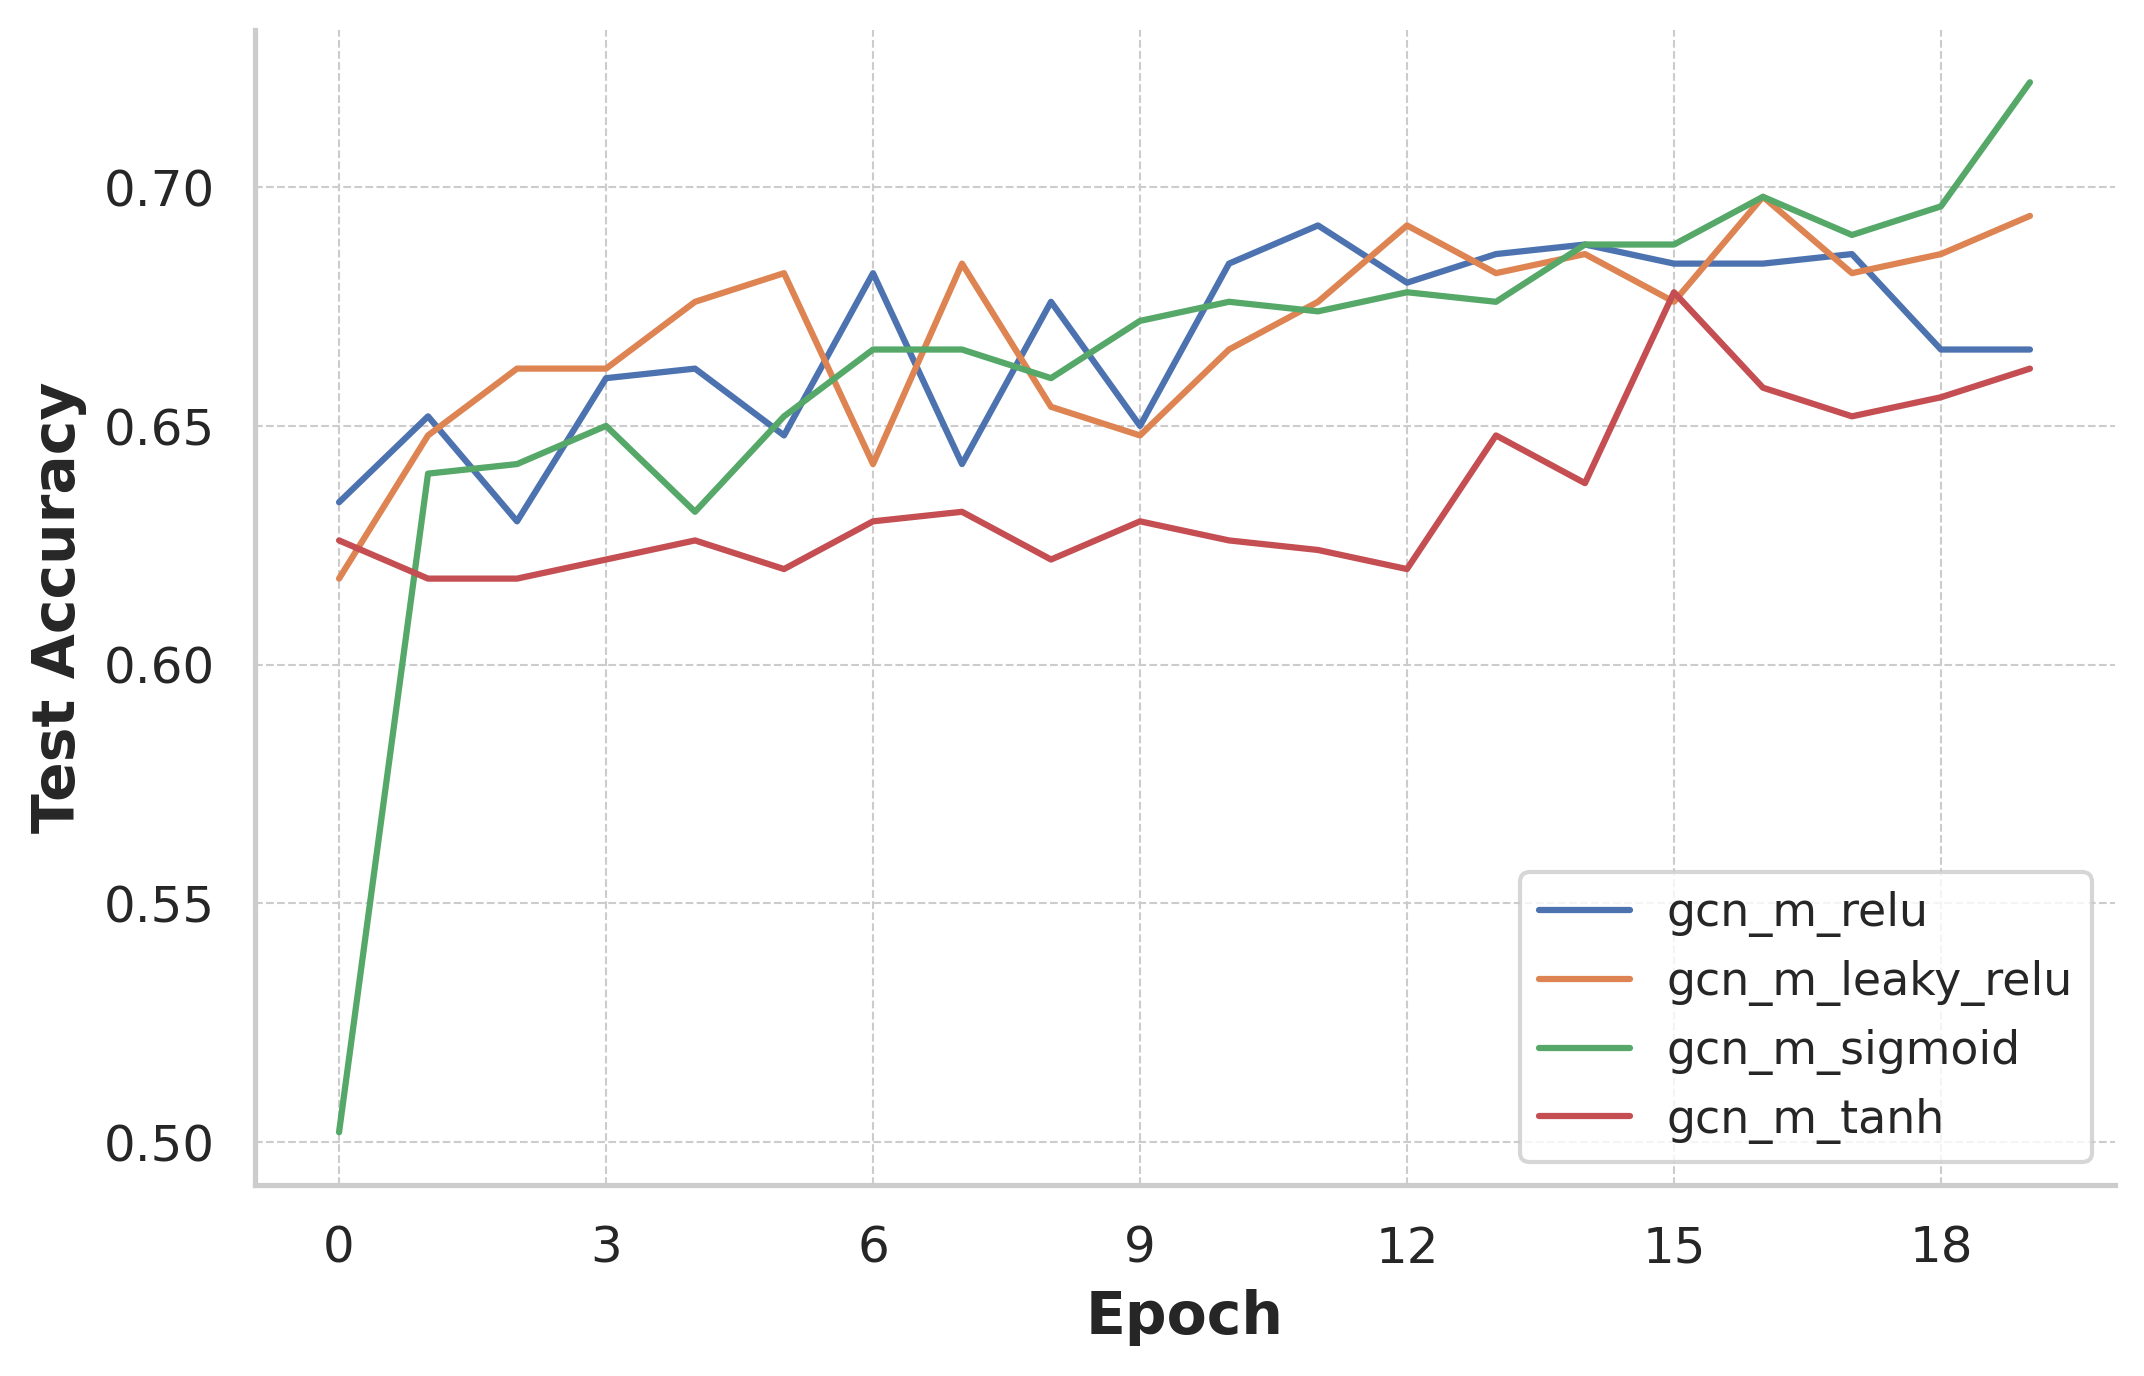 Test Accuracy
0.70
0.65
0.60
0.55
0.50
0 3 6 9 12 15 18
Epoch
gcn_m_relu
gcn_m_leaky_relu
gcn_m_sigmoid
gcn_m_tanh